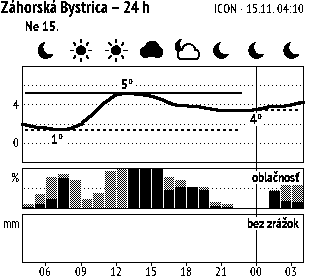 Záhorská Bystrica – 24 h ICON - 15.11. 04:10
Ne 15.
5°
4
4°
1°
0
% oblačnosť
mm bez zrážok
06 09 12 15 18 21 00 03